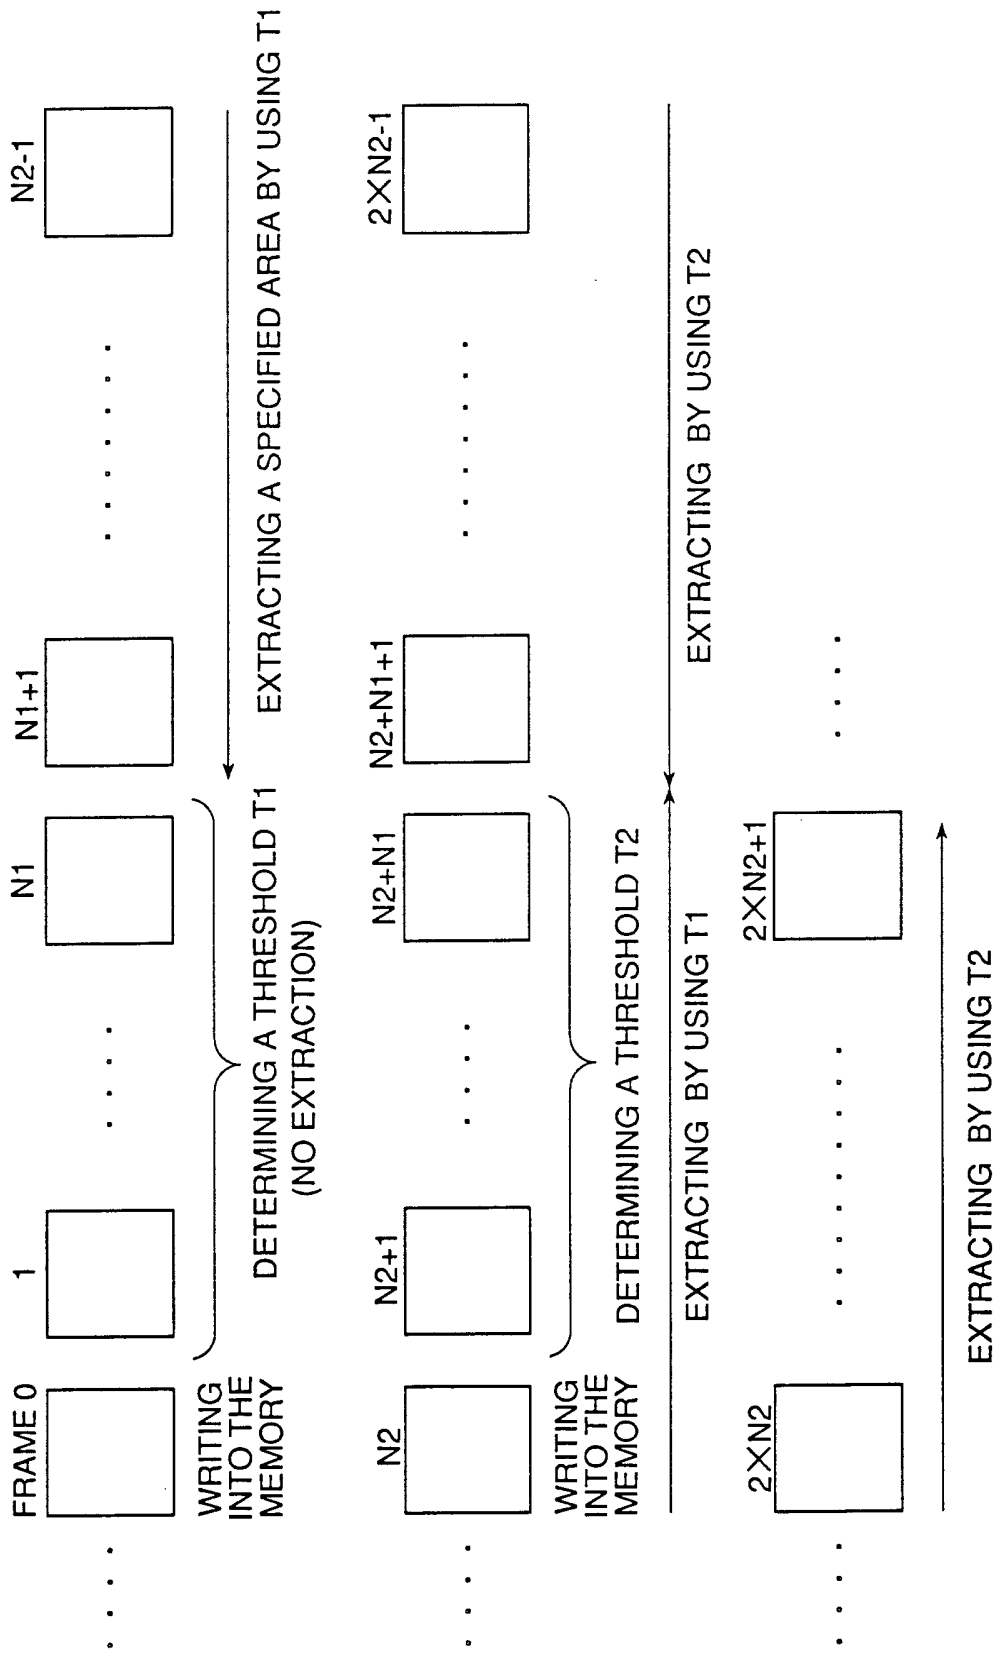 FRAME 0
1
N1
N1+1
N2-1
WRITING
INTO THE
MEMORY
DETERMINING A THRESHOLD T1
(NO EXTRACTION)
EXTRACTING A SPECIFIED AREA BY USING T1
N2
N2+1
N2+N1
N2+N1+1
2×N2-1
WRITING
INTO THE
MEMORY
DETERMINING A THRESHOLD T2
EXTRACTING BY USING T1
EXTRACTING BY USING T2
2×N2
2×N2+1
EXTRACTING BY USING T2